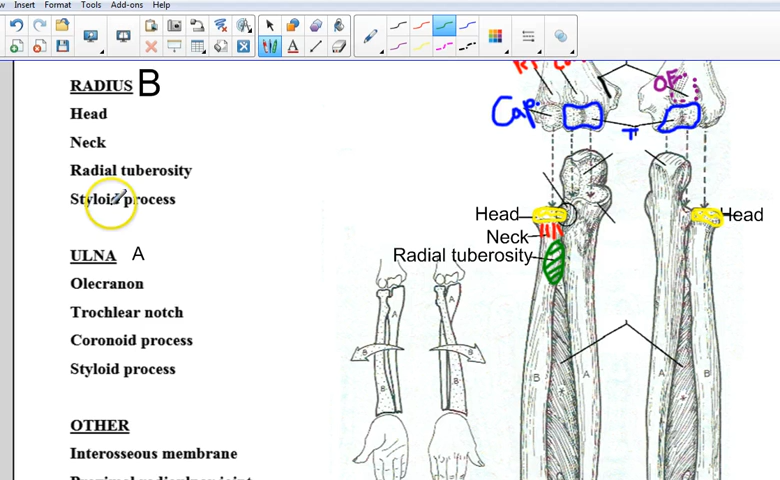 Insert Format Tools Add-ons Help
RADIUS B
Head
Neck
Radial tuberosity
Styloid process
ULNA A
Olecranon
Trochlear notch
Coronoid process
Styloid process
OTHER
Interosseous membrane
OF
Cap.
T
Head
Head
Neck
Radial tuberosity
A
A
B
B
B
B
B
A
A
B